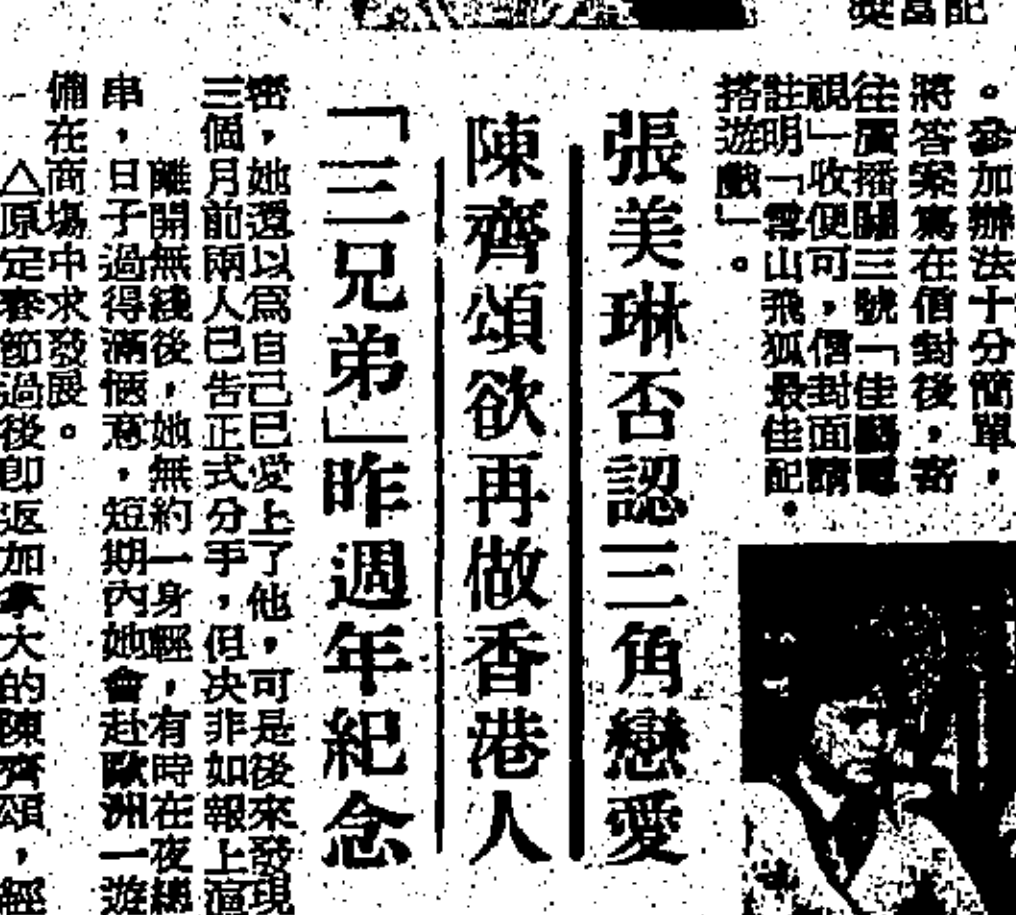 。參加辦法十分簡單，
將答案寫在信封後，寄
往廣播道三號「佳藝電
視」收便可，信封面請
註明「雪山飛狐最佳配
搭遊戲」。
張美琳否認三角戀愛
陳齊頌欲再做香港人
「三兄弟」昨週年紀念
密，她還以為自己已愛上了他，可是後來發現
三個月前兩人已告正式分手，但决非如報上渲
離開無綫後，她無約一身輕，有時在夜總
串，日子過得滿愜意，短期內她會赴歐洲一遊
備在商場中求發展。
△原定春節過後即返加拿大的陳齊頌，經